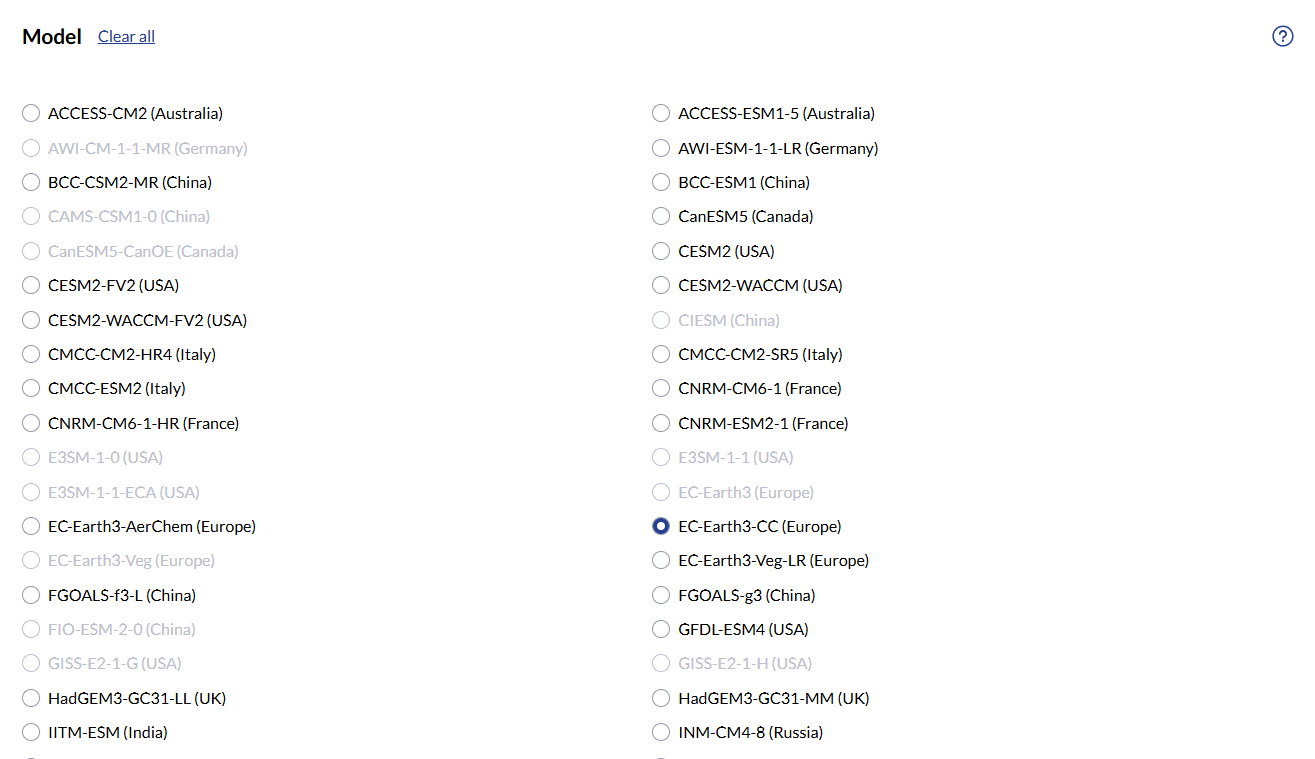 Model Clear all ?
ACCESS-CM2 (Australia) ACCESS-ESM1-5 (Australia)
AWI-CM-1-1-MR (Germany) AWI-ESM-1-1-LR (Germany)
BCC-CSM2-MR (China) BCC-ESM1 (China)
CAMS-CSM1-0 (China) CanESM5 (Canada)
CanESM5-CanOE (Canada) CESM2 (USA)
CESM2-FV2 (USA) CESM2-WACCM (USA)
CESM2-WACCM-FV2 (USA) CIESM (China)
CMCC-CM2-HR4 (Italy) CMCC-CM2-SR5 (Italy)
CMCC-ESM2 (Italy) CNRM-CM6-1 (France)
CNRM-CM6-1-HR (France) CNRM-ESM2-1 (France)
E3SM-1-0 (USA) E3SM-1-1 (USA)
E3SM-1-1-ECA (USA) EC-Earth3 (Europe)
EC-Earth3-AerChem (Europe) EC-Earth3-CC (Europe)
EC-Earth3-Veg (Europe) EC-Earth3-Veg-LR (Europe)
FGOALS-f3-L (China) FGOALS-g3 (China)
FIO-ESM-2-0 (China) GFDL-ESM4 (USA)
GISS-E2-1-G (USA) GISS-E2-1-H (USA)
HadGEM3-GC31-LL (UK) HadGEM3-GC31-MM (UK)
IITM-ESM (India) INM-CM4-8 (Russia)